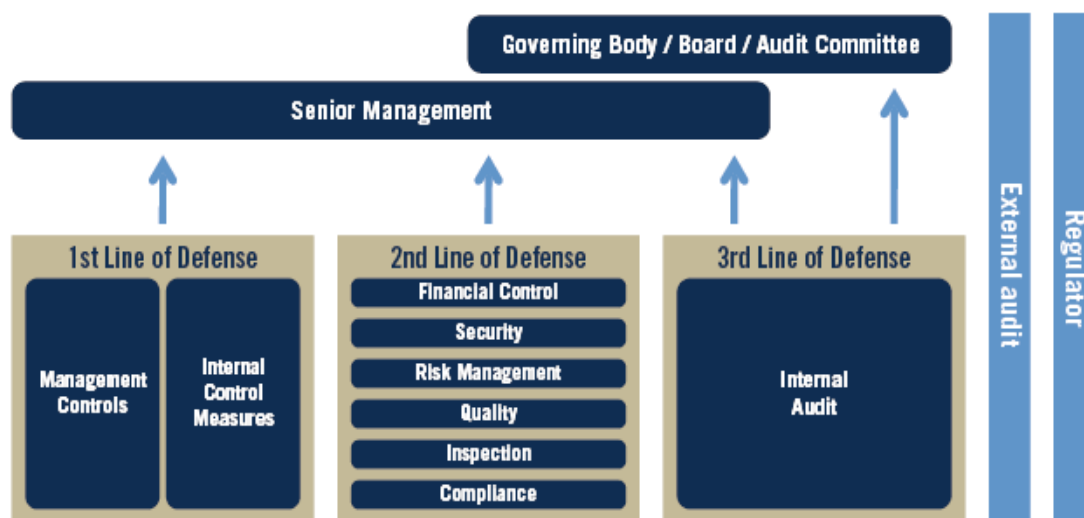 Governing Body / Board / Audit Committee
Senior Management
1st Line of Defense
Management
Controls
Internal
Control
Measures
2nd Line of Defense
Financial Control
Security
Risk Management
Quality
Inspection
Compliance
3rd Line of Defense
Internal
Audit
External audit
Regulator